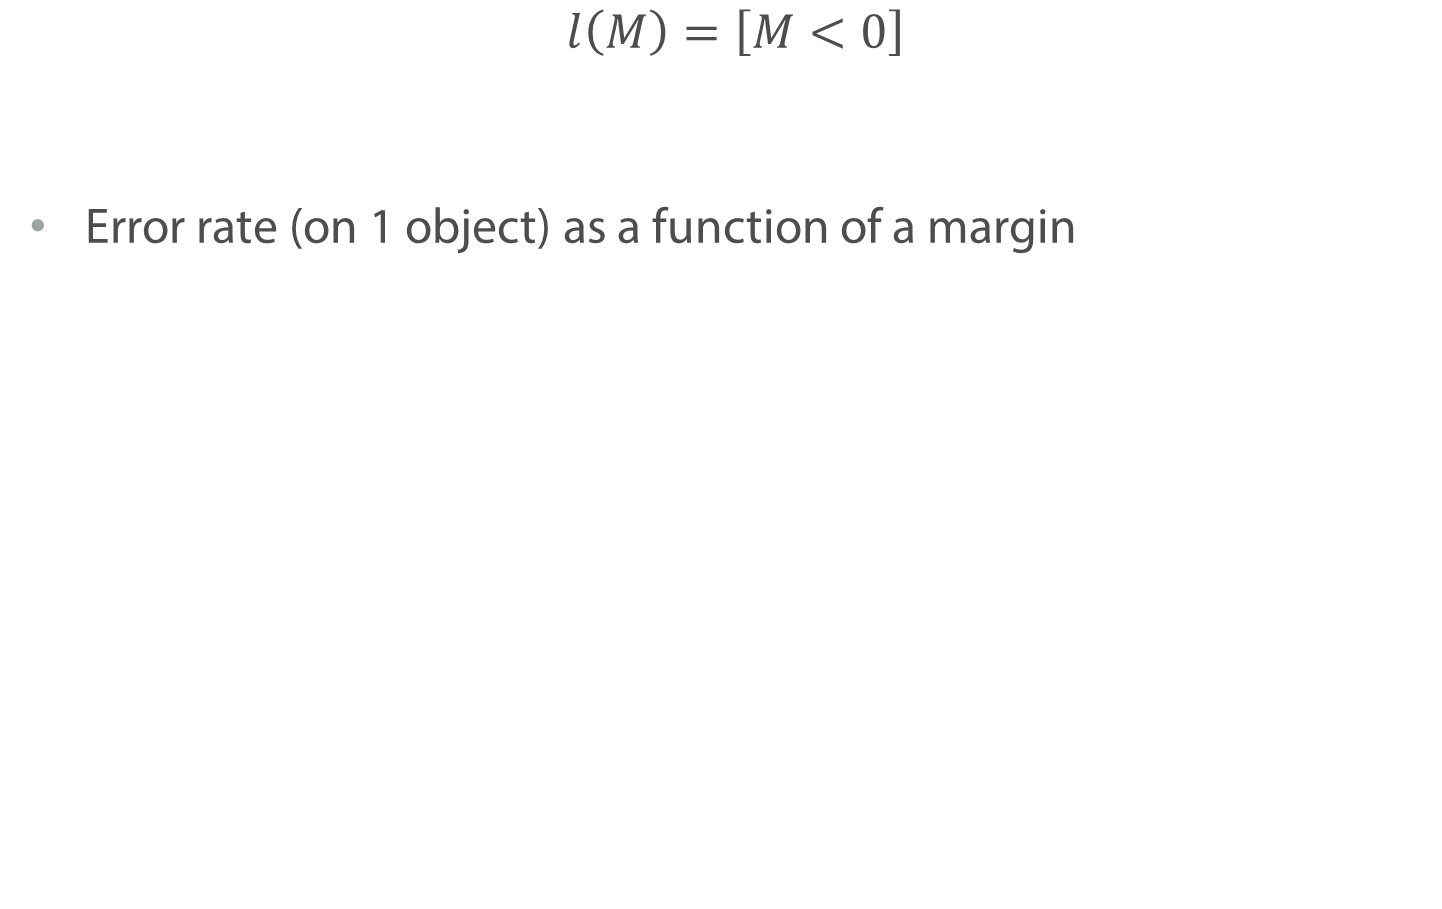 l(M) = [M < 0]
• Error rate (on 1 object) as a function of a margin